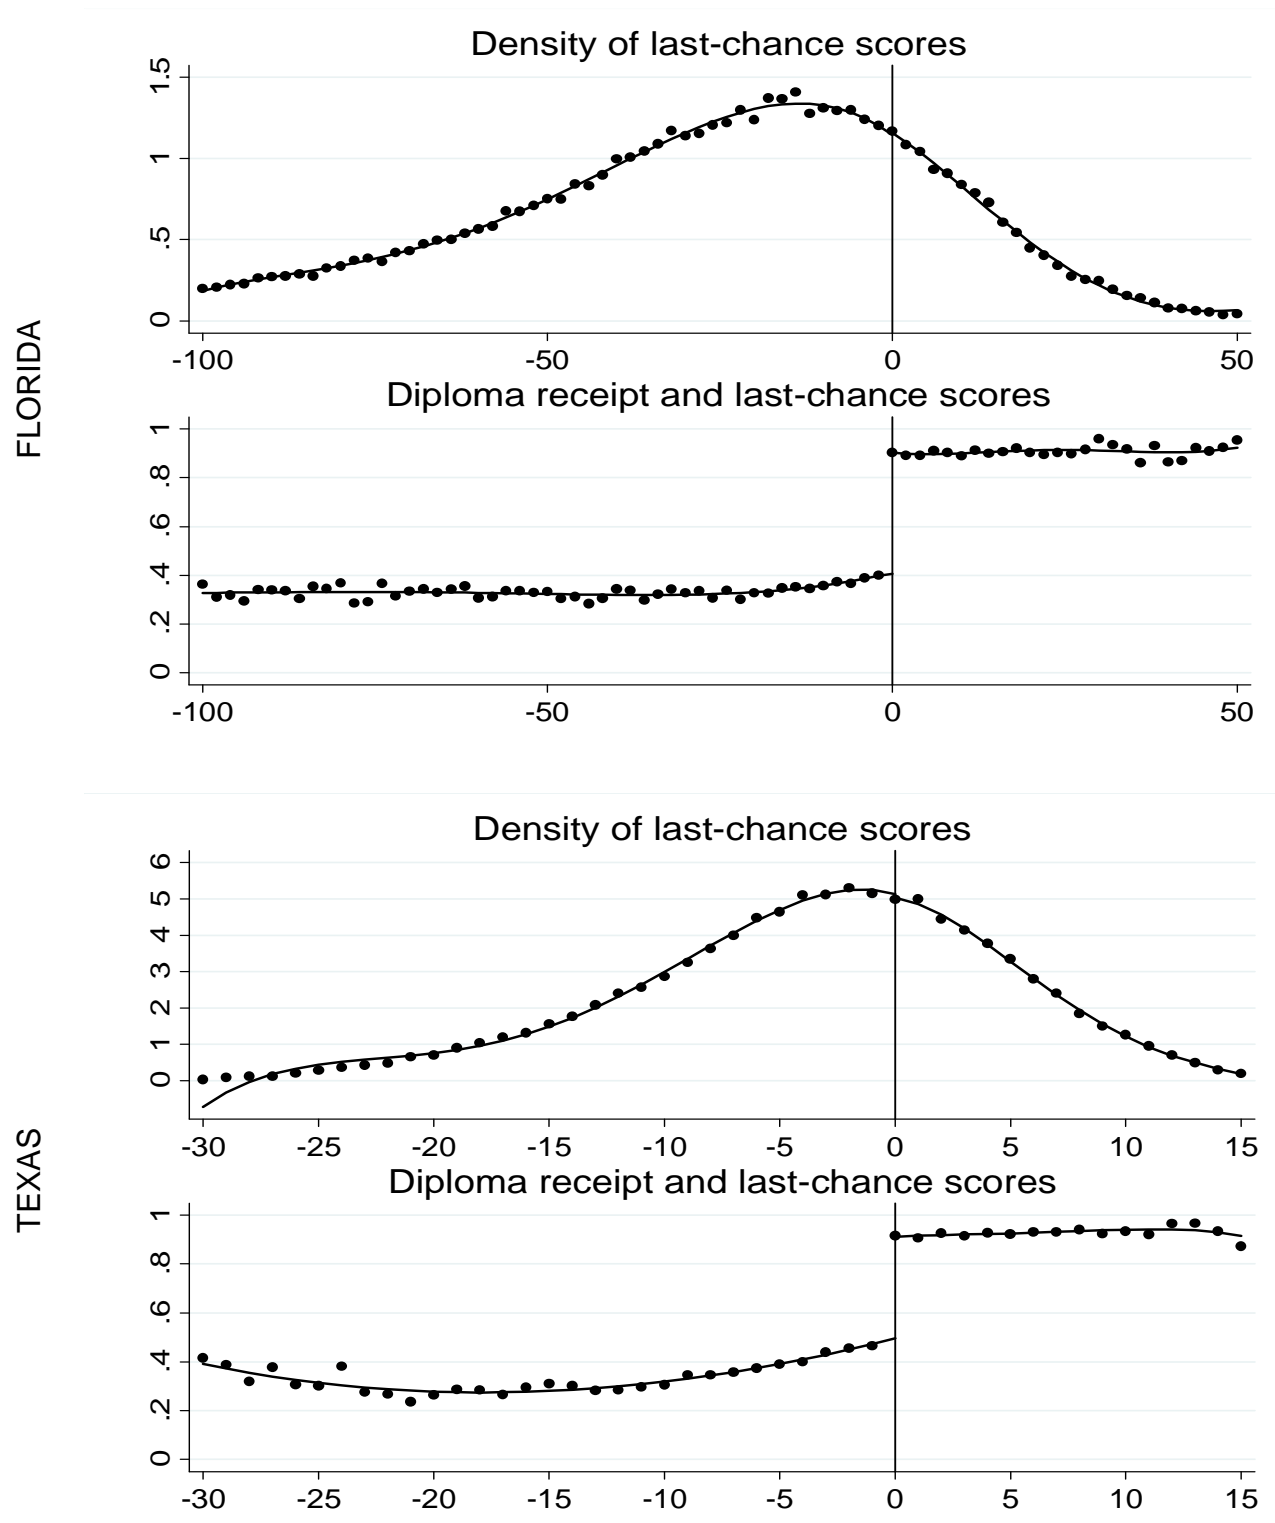 FLORIDA
Density of last-chance scores
1.5
1
.5
0
-100 -50 0 50
Diploma receipt and last-chance scores
1
.8
.6
.4
.2
0
-100 -50 0 50
TEXAS
Density of last-chance scores
6
5
4
3
2
1
0
-30 -25 -20 -15 -10 -5 0 5 10 15
Diploma receipt and last-chance scores
1
.8
.6
.4
.2
0
-30 -25 -20 -15 -10 -5 0 5 10 15